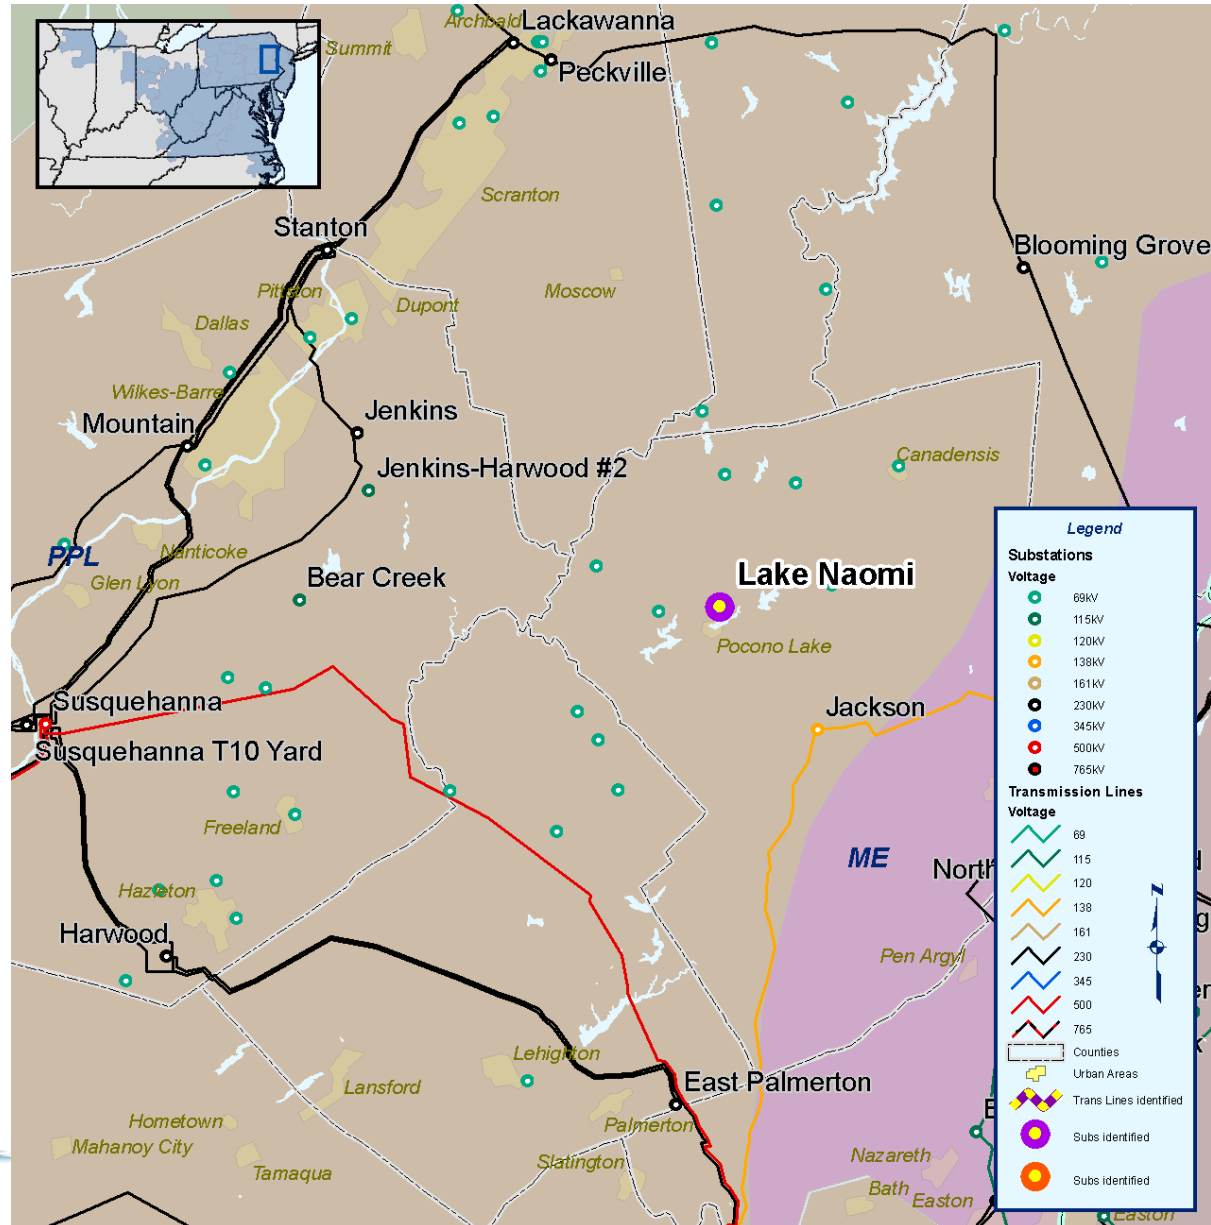 Archbald
Lackawanna
Summit
Peckville
Scranton
Stanton
Blooming Grove
Pittston
Dupont
Moscow
Dallas
Wilkes-Barre
Mountain
Jenkins
Jenkins-Harwood #2
Canadensis
PPL
Nanticoke
Glen Lyon
Bear Creek
Lake Naomi
Pocono Lake
Susquehanna
Jackson
Susquehanna T10 Yard
Freeland
ME
North
Hazleton
Harwood
Pen Argyl
Lehighton
Lansford
East Palmerton
Hometown
Palmerton
Mahanoy City
Tamaqua
Slatington
Nazareth
Bath
Easton
Easton
Legend
Substations
Voltage
69kV
115kV
120kV
138kV
161kV
230kV
345kV
500kV
765kV
Transmission Lines
Voltage
69
115
120
138
161
230
345
500
765
Counties
Urban Areas
Trans Lines identified
Subs identified
Subs identified
N